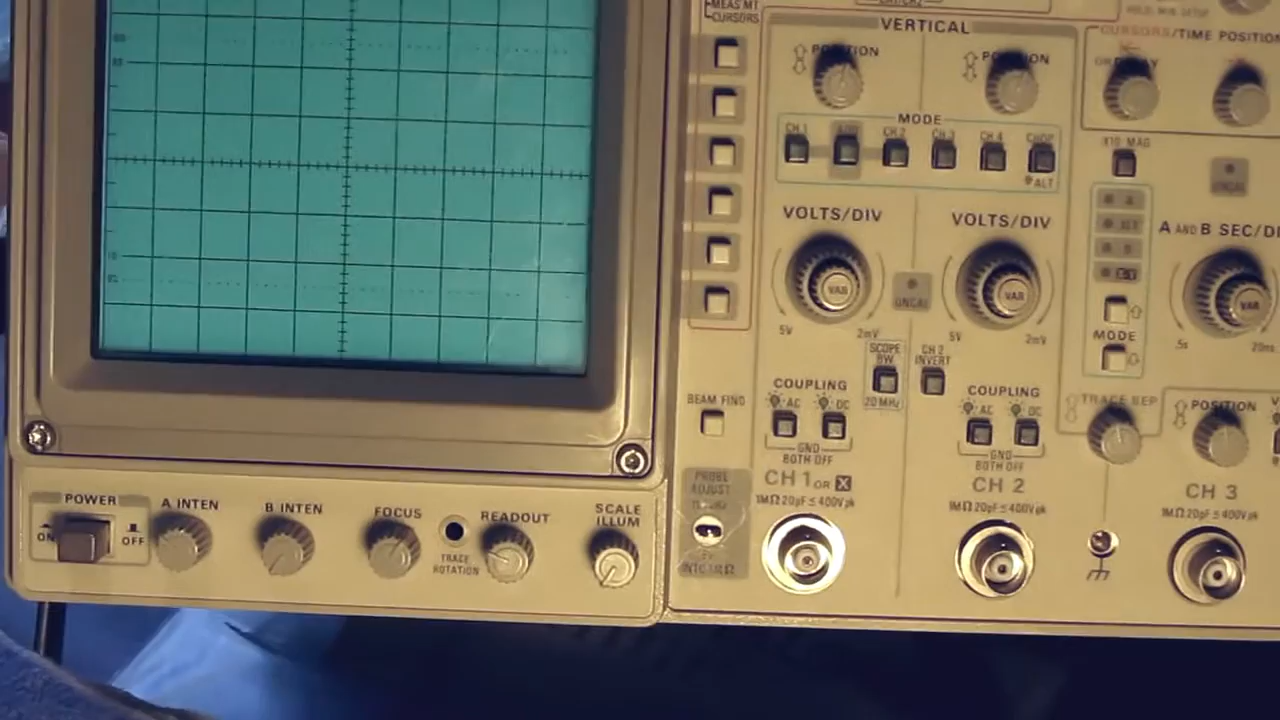 MEAS MT
CURSORS
VERTICAL
CURSORS/TIME POSITION
POSITION
POSITION
MODE
CH 1
ADD
CH 2
CH 3
CH 4
CHOP
ALT
X10 MAG
UNCAL
VOLTS/DIV
VOLTS/DIV
A AND B SEC/DI
VAR
UNCAL
VAR
VAR
5V
2mV
5V
2mV
.5s
20ns
MODE
SCOPE
BW
20 MHz
CH 2
INVERT
COUPLING
AC
DC
GND
BOTH OFF
COUPLING
AC
DC
GND
BOTH OFF
BEAM FIND
TRACE SEP
POSITION
PROBE
ADJUST
CH 1 OR X
1MΩ 20pF ≤ 400V pk
CH 2
1MΩ 20pF ≤ 400V pk
CH 3
1MΩ 20pF ≤ 400V pk
POWER
ON
OFF
A INTEN
B INTEN
FOCUS
TRACE
ROTATION
READOUT
SCALE
ILLUM